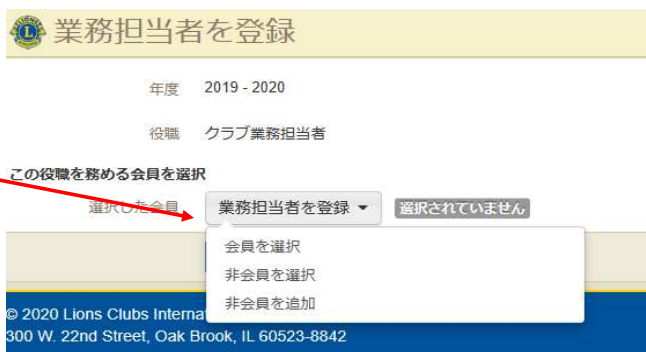 業務担当者を登録
年度 2019 - 2020
役職 クラブ業務担当者
この役職を務める会員を選択
選択した会員 業務担当者を登録 選択されていません
会員を選択
非会員を選択
非会員を追加
© 2020 Lions Clubs Interna
300 W. 22nd Street, Oak Brook, IL 60523-8842